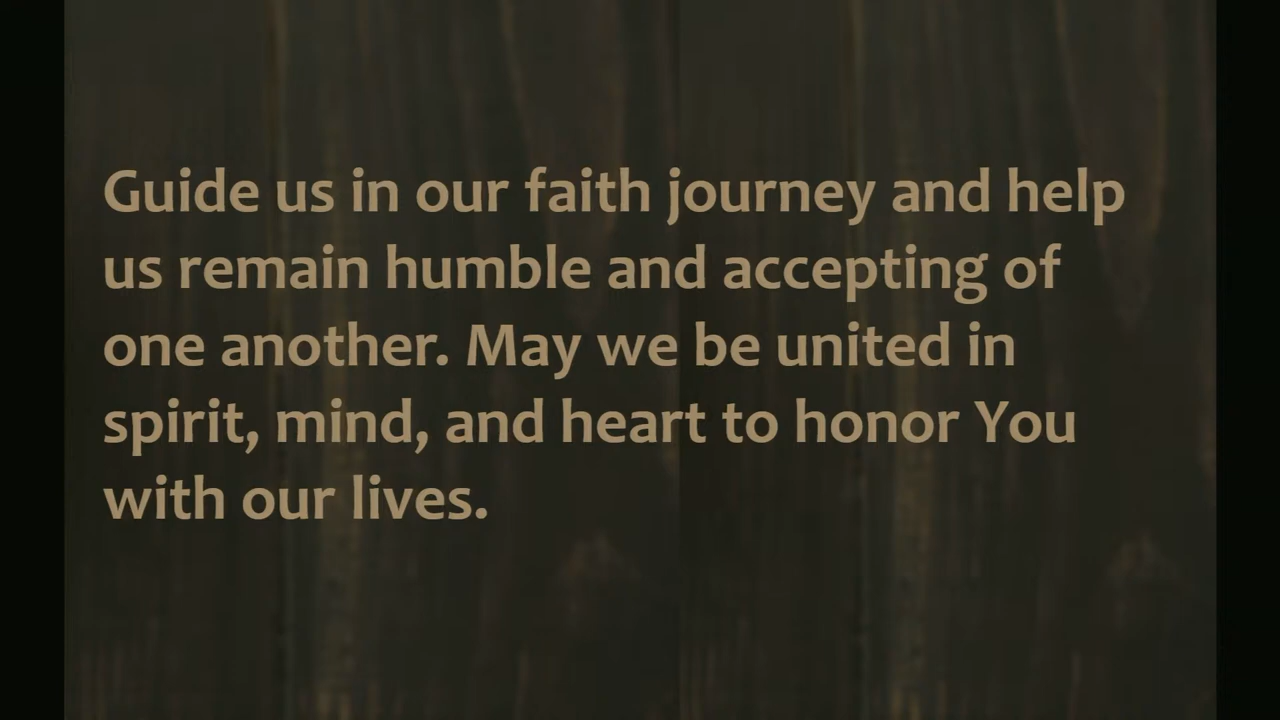 Guide us in our faith journey and help
us remain humble and accepting of
one another. May we be united in
spirit, mind, and heart to honor You
with our lives.